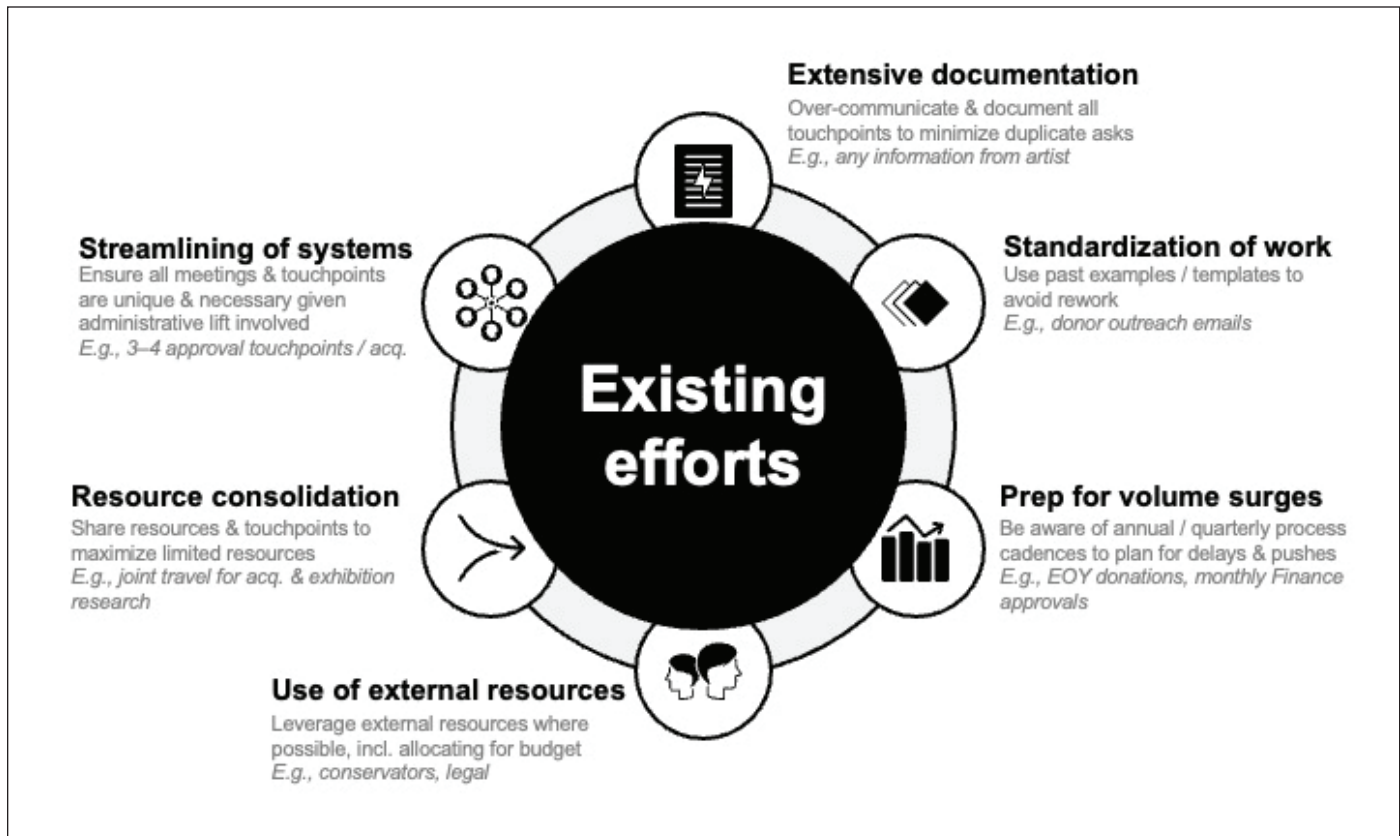 Extensive documentation
Over-communicate & document all
touchpoints to minimize duplicate asks
E.g., any information from artist
Streamlining of systems
Ensure all meetings & touchpoints
are unique & necessary given
administrative lift involved
E.g., 3–4 approval touchpoints / acq.
Standardization of work
Use past examples / templates to
avoid rework
E.g., donor outreach emails
Existing
efforts
Resource consolidation
Share resources & touchpoints to
maximize limited resources
E.g., joint travel for acq. & exhibition
research
Prep for volume surges
Be aware of annual / quarterly process
cadences to plan for delays & pushes
E.g., EOY donations, monthly Finance
approvals
Use of external resources
Leverage external resources where
possible, incl. allocating for budget
E.g., conservators, legal